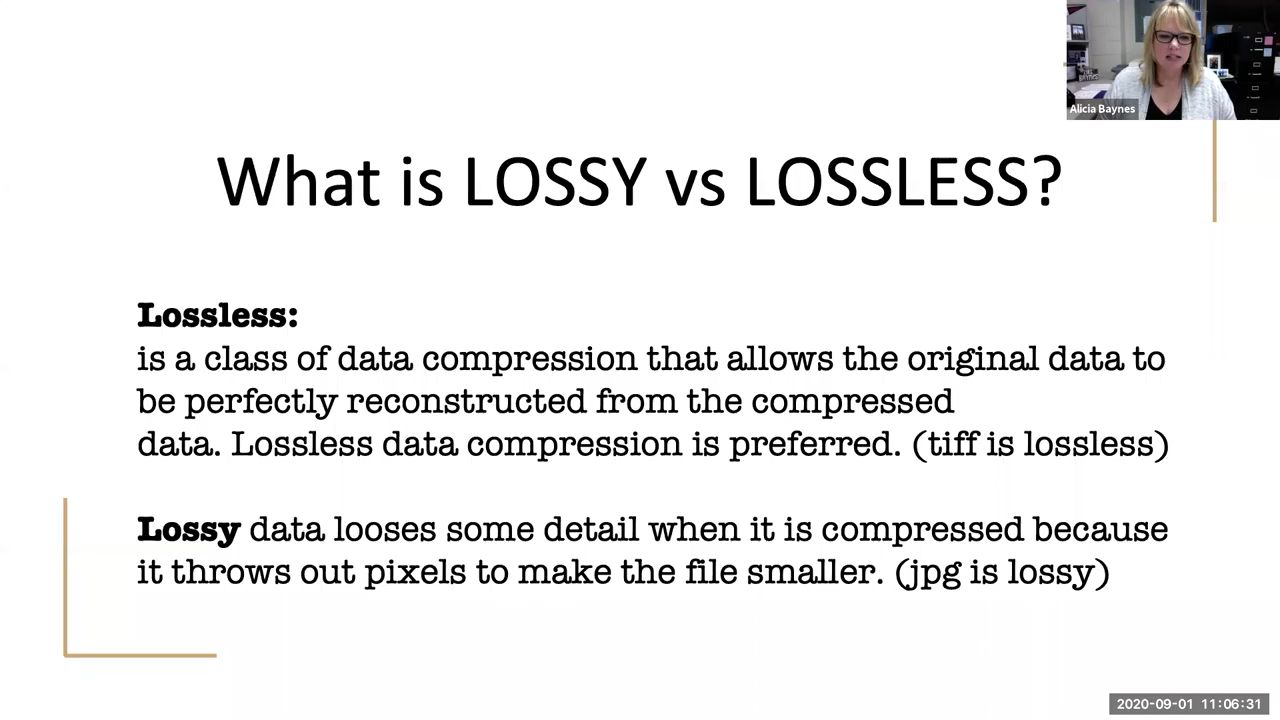 Alicia Baynes
What is LOSSY vs LOSSLESS?
Lossless:
is a class of data compression that allows the original data to
be perfectly reconstructed from the compressed
data. Lossless data compression is preferred. (tiff is lossless)
Lossy data looses some detail when it is compressed because
it throws out pixels to make the file smaller. (jpg is lossy)
2020-09-01 11:06:31